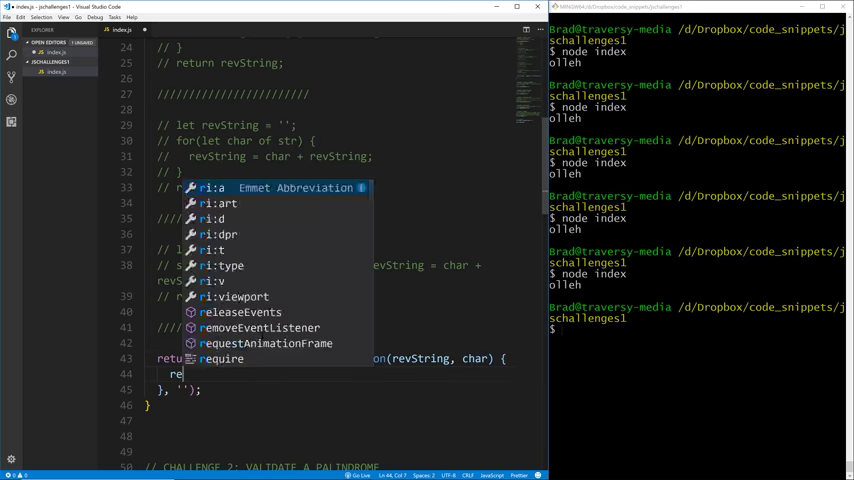 index.js - Visual Studio Code
File Edit Selection View Go Debug Tasks Help
EXPLORER
OPEN EDITORS 1 UNSAVED
index.js
JSCHALLENGES1
index.js
index.js
24 // }
25 // return revString;
26
27 ////////////////////////
28
29 // let revString = '';
30 // for(let char of str) {
31 // revString = char + revString;
32 // }
33 // r
34
35 ////
36
37 // l
38 // s revString = char +
revS
39 // r
40
41 ////
42
43 retu on(revString, char) {
44 re
45 }, '');
46 }
47
48
49
50 // CHALLENGE 2: VALIDATE A PALINDROME
ri:a Emmet Abbreviation
ri:art
ri:d
ri:dpr
ri:t
ri:type
ri:v
ri:viewport
releaseEvents
removeEventListener
requestAnimationFrame
require
0 0 Go Live Ln 44, Col 7 Spaces: 2 UTF-8 CRLF JavaScript Prettier
MINGW64:/d/Dropbox/code_snippets/jschallenges1
Brad@traversy-media /d/Dropbox/code_snippets/j
schallenges1
$ node index
olleh
Brad@traversy-media /d/Dropbox/code_snippets/j
schallenges1
$ node index
olleh
Brad@traversy-media /d/Dropbox/code_snippets/j
schallenges1
$ node index
olleh
Brad@traversy-media /d/Dropbox/code_snippets/j
schallenges1
$ node index
olleh
Brad@traversy-media /d/Dropbox/code_snippets/j
schallenges1
$ node index
olleh
Brad@traversy-media /d/Dropbox/code_snippets/j
schallenges1
$